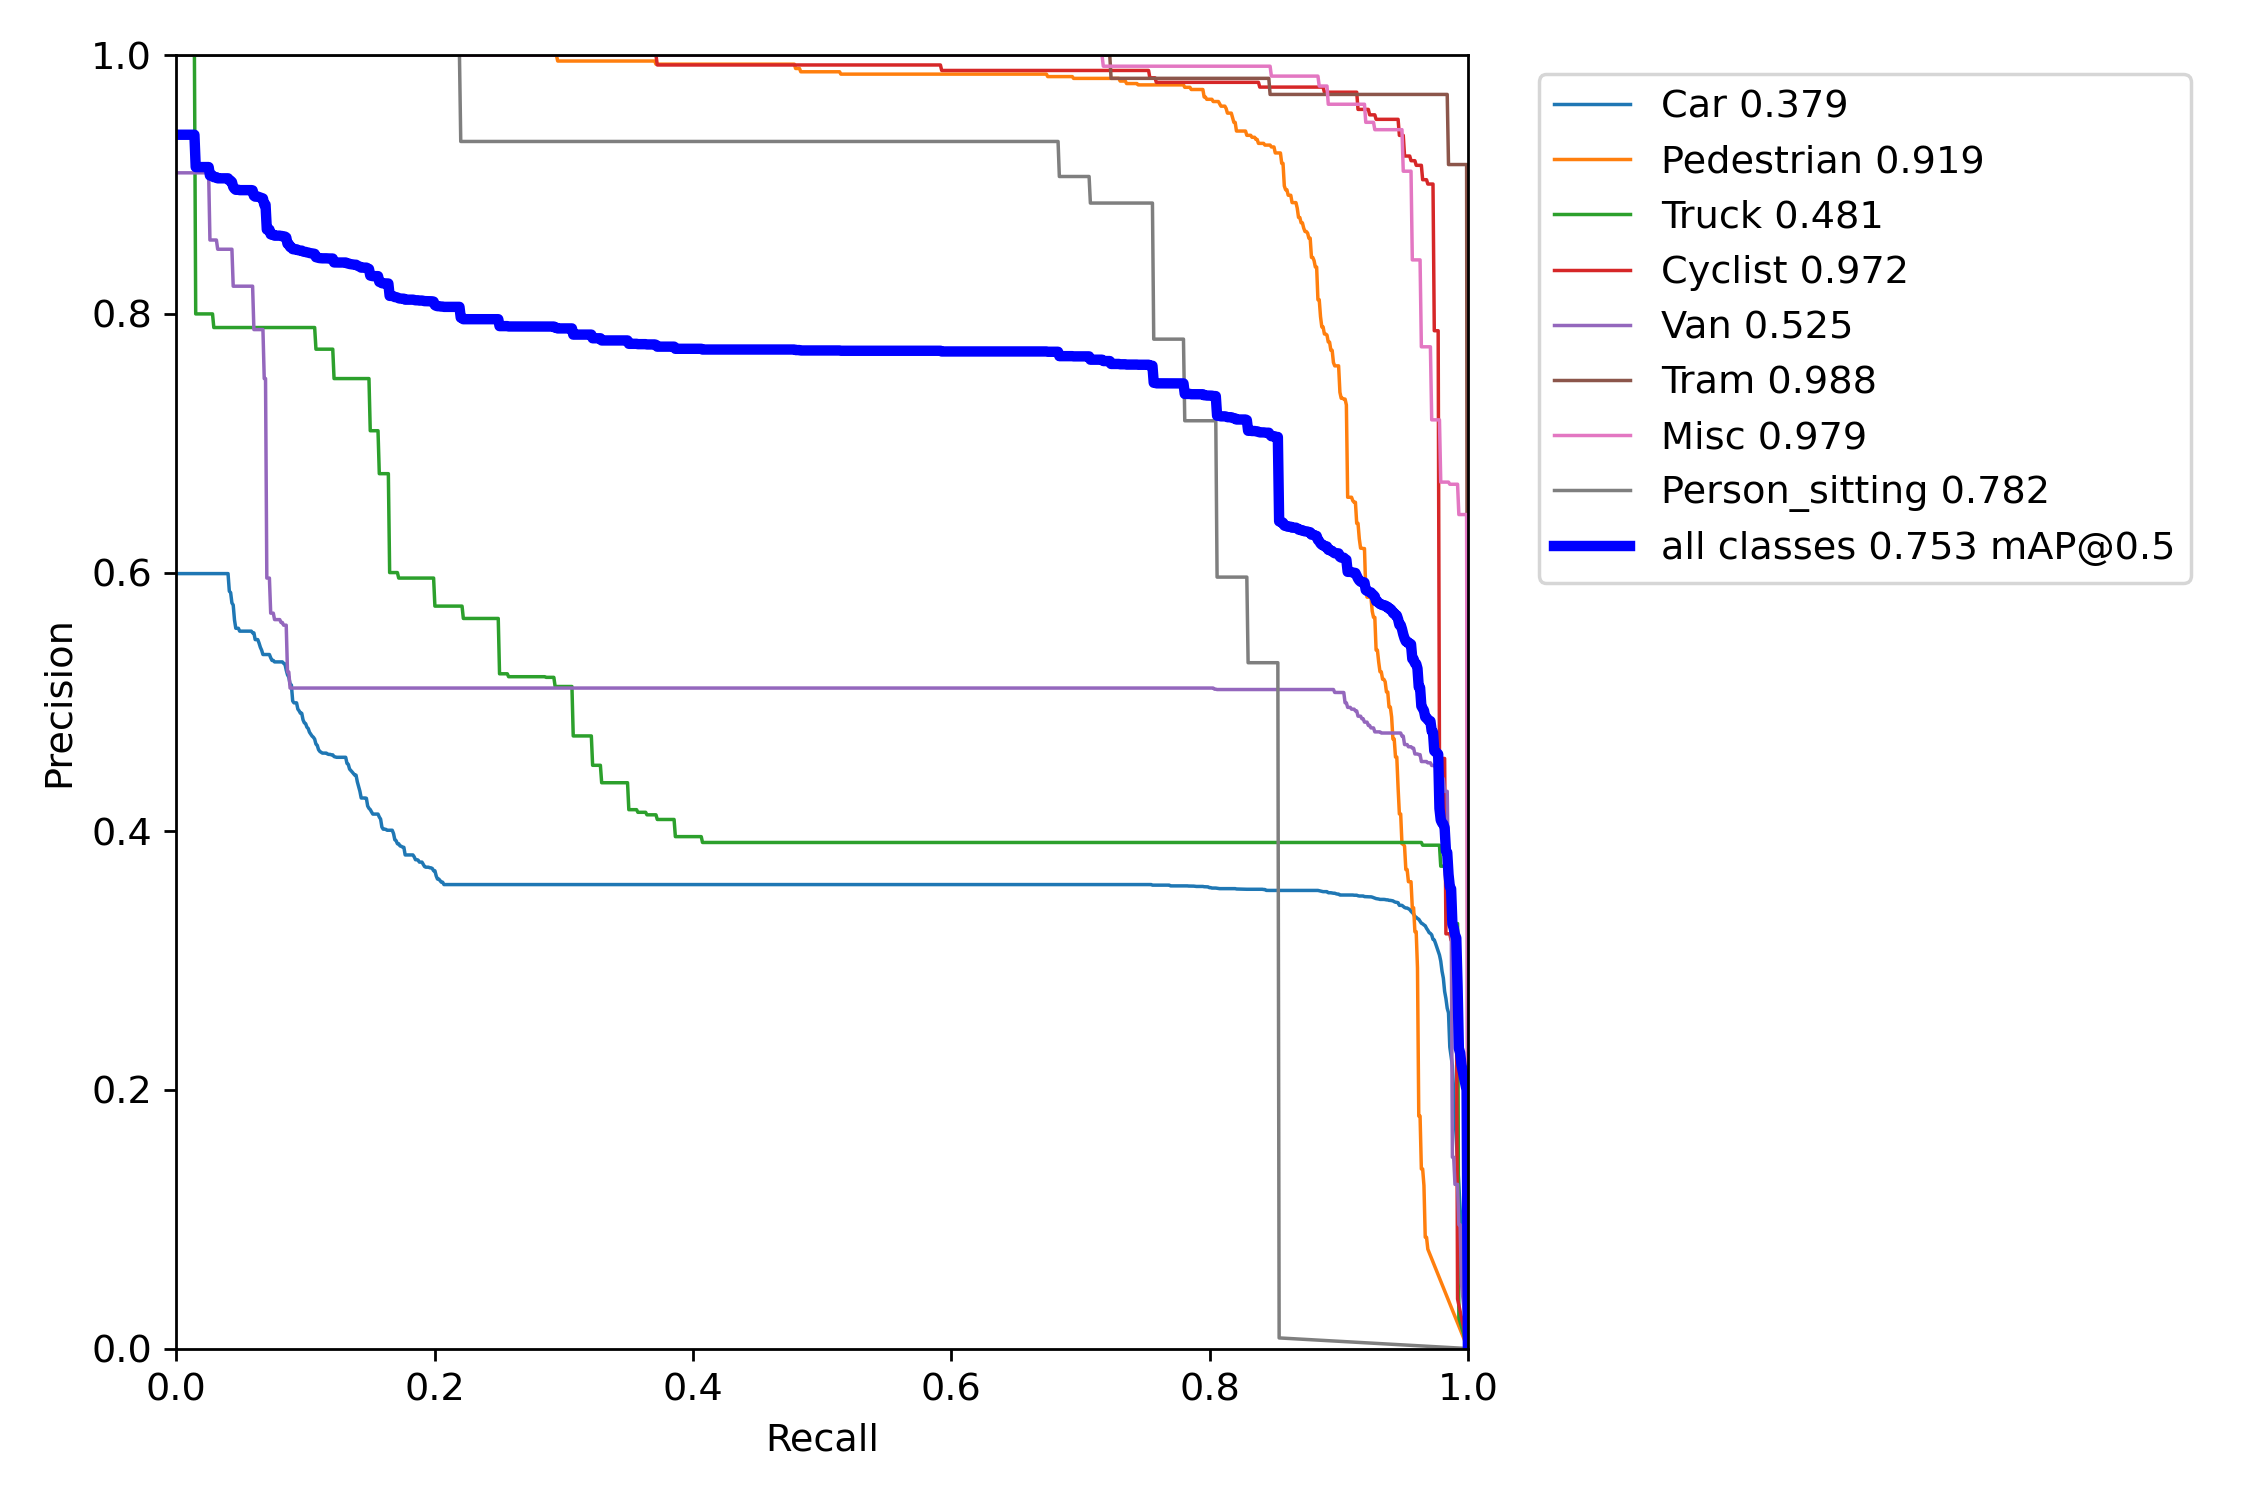 1.0
0.8
0.6
0.4
0.2
0.0
Precision
0.0 0.2 0.4 0.6 0.8 1.0
Recall
Car 0.379
Pedestrian 0.919
Truck 0.481
Cyclist 0.972
Van 0.525
Tram 0.988
Misc 0.979
Person_sitting 0.782
all classes 0.753 mAP@0.5